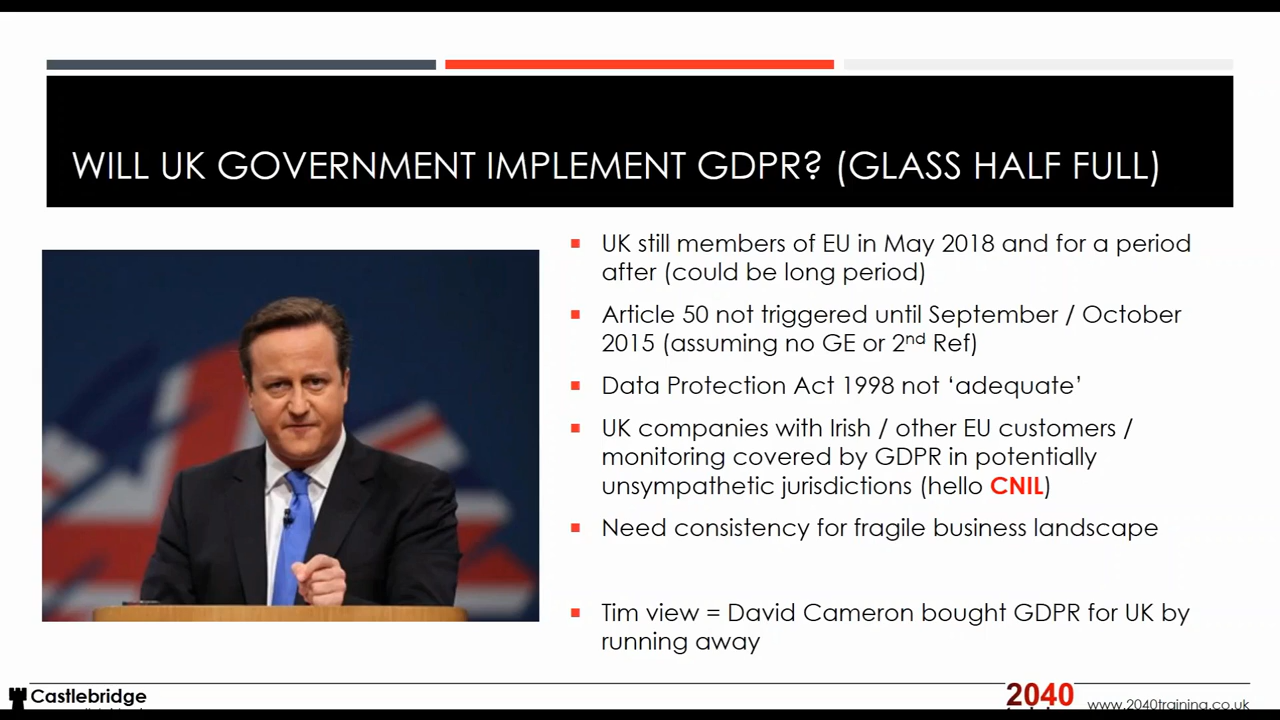 WILL UK GOVERNMENT IMPLEMENT GDPR? (GLASS HALF FULL)
▪ UK still members of EU in May 2018 and for a period
after (could be long period)
▪ Article 50 not triggered until September / October
2015 (assuming no GE or 2nd Ref)
▪ Data Protection Act 1998 not ‘adequate’
▪ UK companies with Irish / other EU customers /
monitoring covered by GDPR in potentially
unsympathetic jurisdictions (hello CNIL)
▪ Need consistency for fragile business landscape
▪ Tim view = David Cameron bought GDPR for UK by
running away
Castlebridge
2040
www.2040training.co.uk